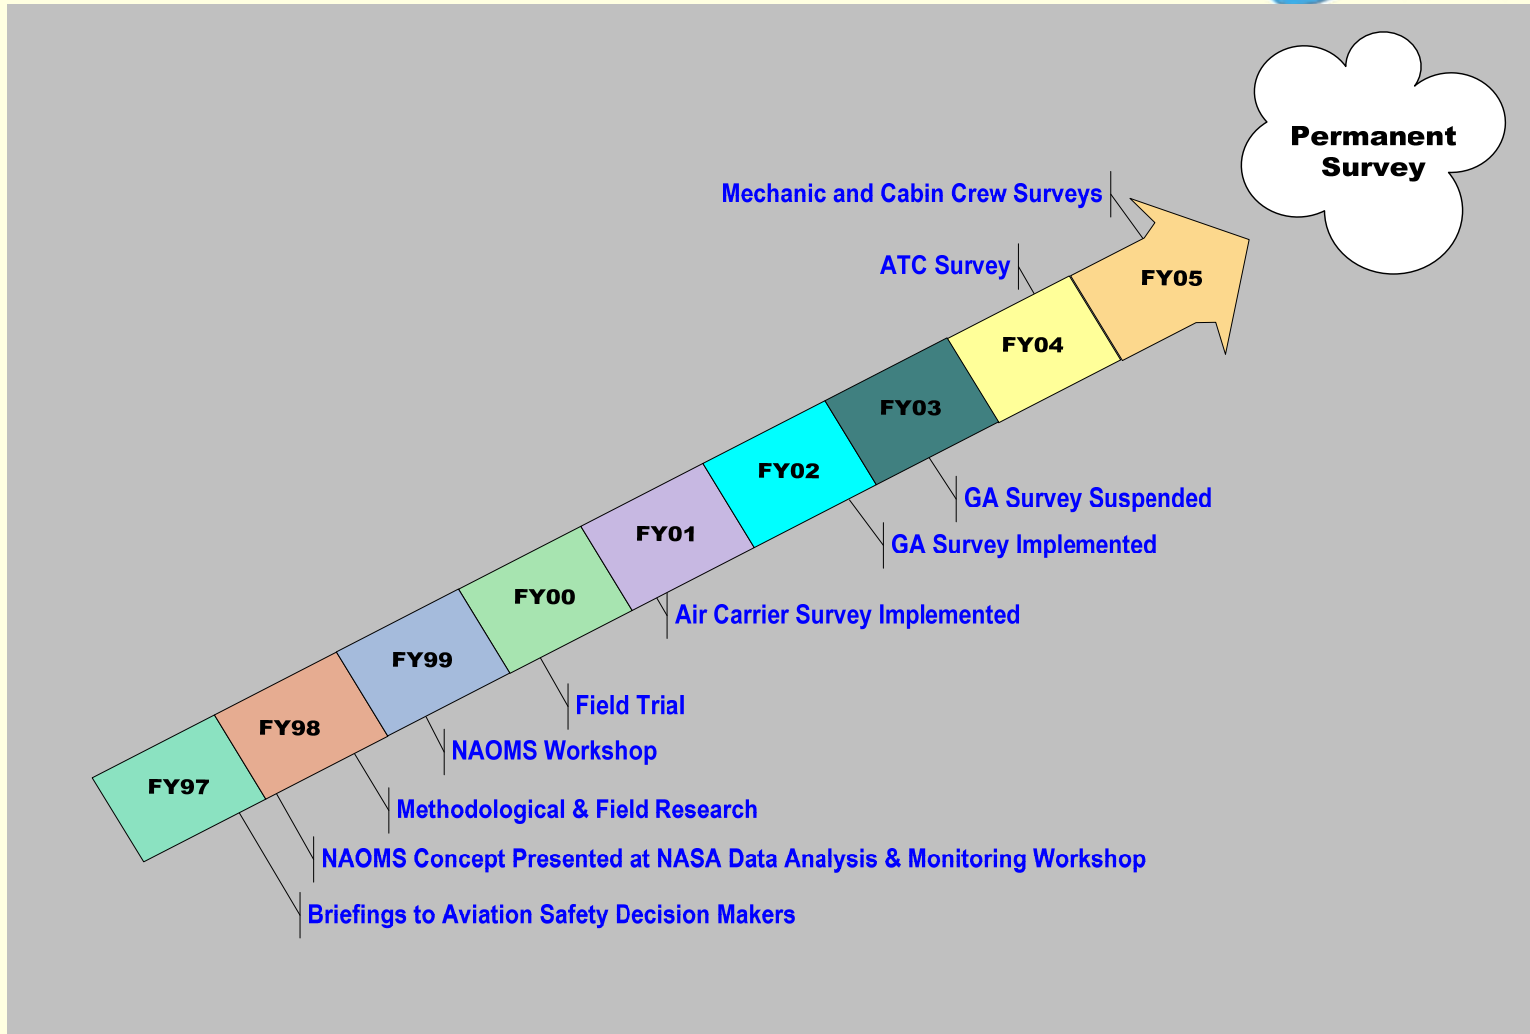 Permanent
Survey
Mechanic and Cabin Crew Surveys
ATC Survey
FY05
FY04
FY03
FY02
GA Survey Suspended
GA Survey Implemented
FY01
FY00
Air Carrier Survey Implemented
FY99
Field Trial
FY98
NAOMS Workshop
FY97
Methodological & Field Research
NAOMS Concept Presented at NASA Data Analysis & Monitoring Workshop
Briefings to Aviation Safety Decision Makers